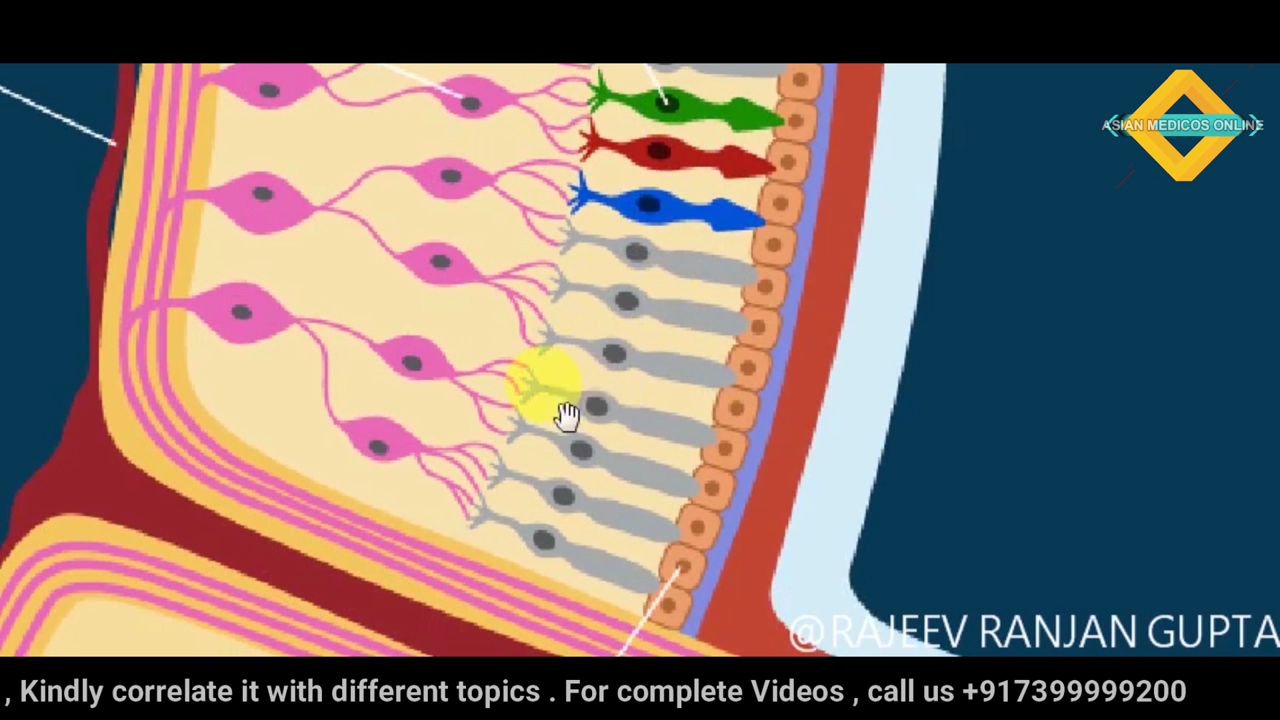 ASIAN MEDICOS ONLINE
@RAJEEV RANJAN GUPTA
, Kindly correlate it with different topics . For complete Videos , call us +917399999200